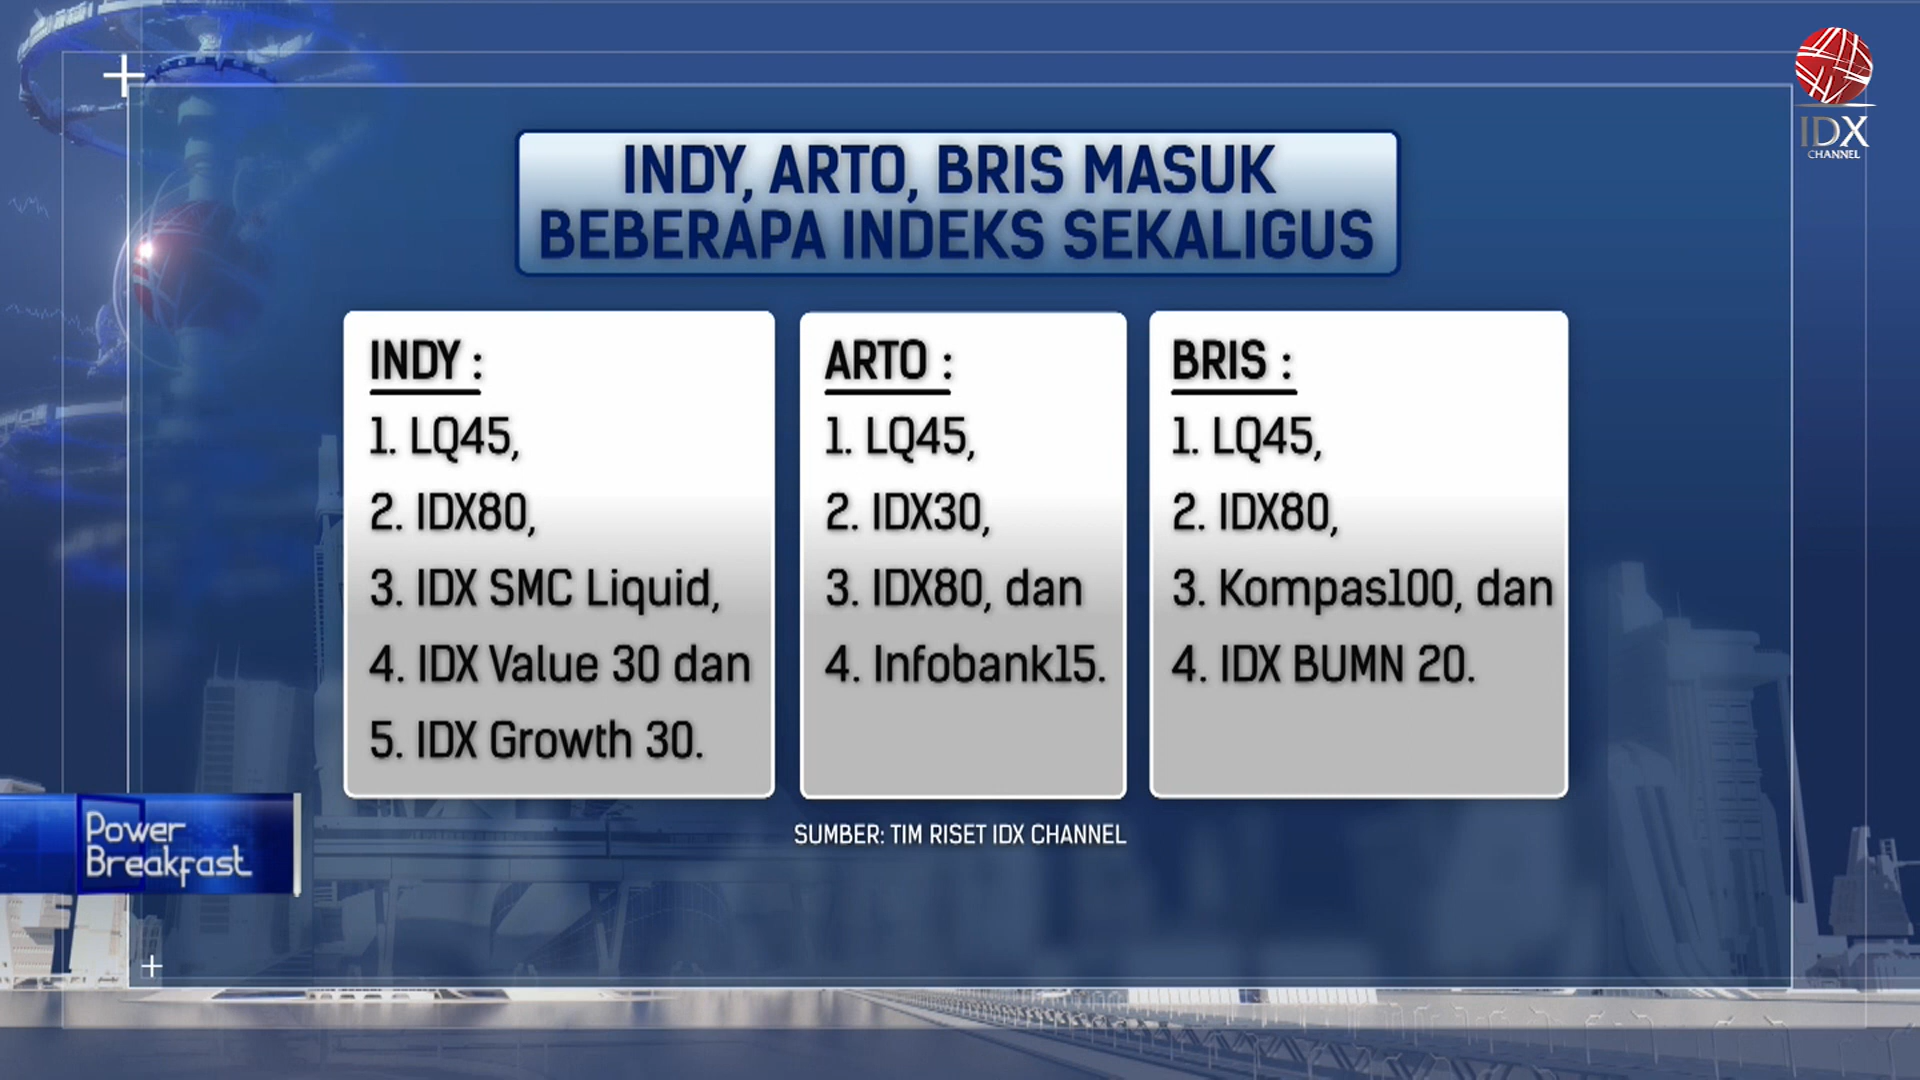 IDX
CHANNEL
INDY, ARTO, BRIS MASUK
BEBERAPA INDEKS SEKALIGUS
INDY :
1. LQ45,
2. IDX80,
3. IDX SMC Liquid,
4. IDX Value 30 dan
5. IDX Growth 30.
ARTO :
1. LQ45,
2. IDX30,
3. IDX80, dan
4. Infobank15.
BRIS :
1. LQ45,
2. IDX80,
3. Kompas100, dan
4. IDX BUMN 20.
SUMBER: TIM RISET IDX CHANNEL
Power
Breakfast